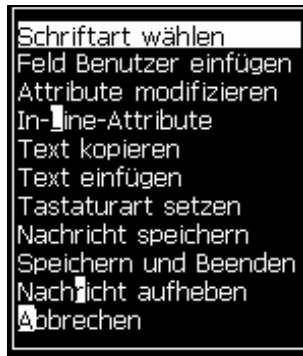 Schriftart wählen
Feld Benutzer einfügen
Attribute modifizieren
In-Line-Attribute
Text kopieren
Text einfügen
Tastaturart setzen
Nachricht speichern
Speichern und Beenden
Nachricht aufheben
Abbrechen